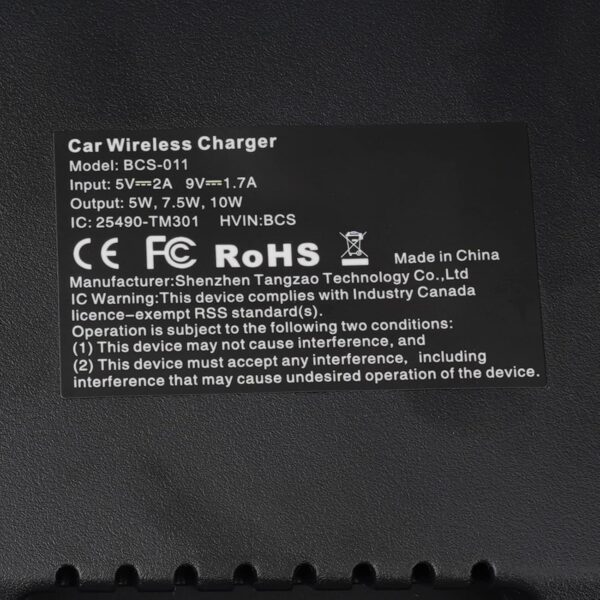 Car Wireless Charger
Model: BCS-011
Input: 5V⎓2A 9V⎓1.7A
Output: 5W, 7.5W, 10W
IC: 25490-TM301 HVIN:BCS
CE FC RoHS Made in China
Manufacturer:Shenzhen Tangzao Technology Co.,Ltd
IC Warning:This device complies with Industry Canada
licence-exempt RSS standard(s).
Operation is subject to the following two conditions:
(1) This device may not cause interference, and
(2) This device must accept any interference, including
interference that may cause undesired operation of the device.